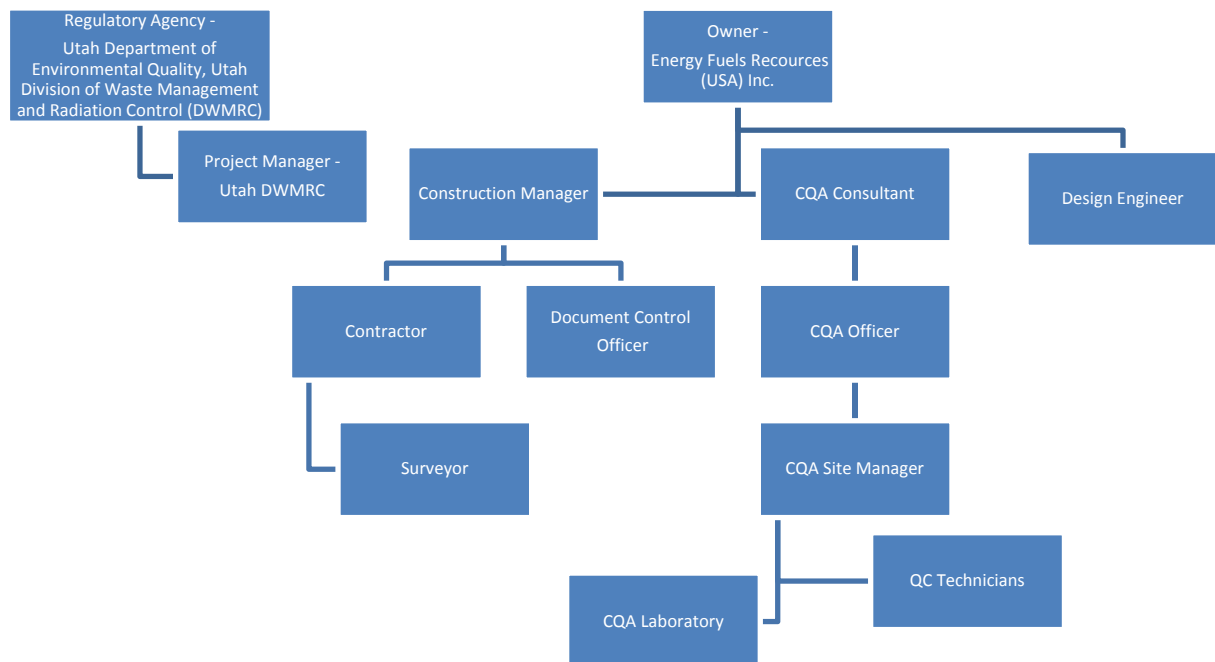 Regulatory Agency -
Utah Department of
Environmental Quality, Utah
Division of Waste Management
and Radiation Control (DWMRC)
Owner -
Energy Fuels Recources
(USA) Inc.
Project Manager -
Utah DWMRC
Construction Manager
CQA Consultant
Design Engineer
Contractor
Document Control
Officer
CQA Officer
Surveyor
CQA Site Manager
QC Technicians
CQA Laboratory